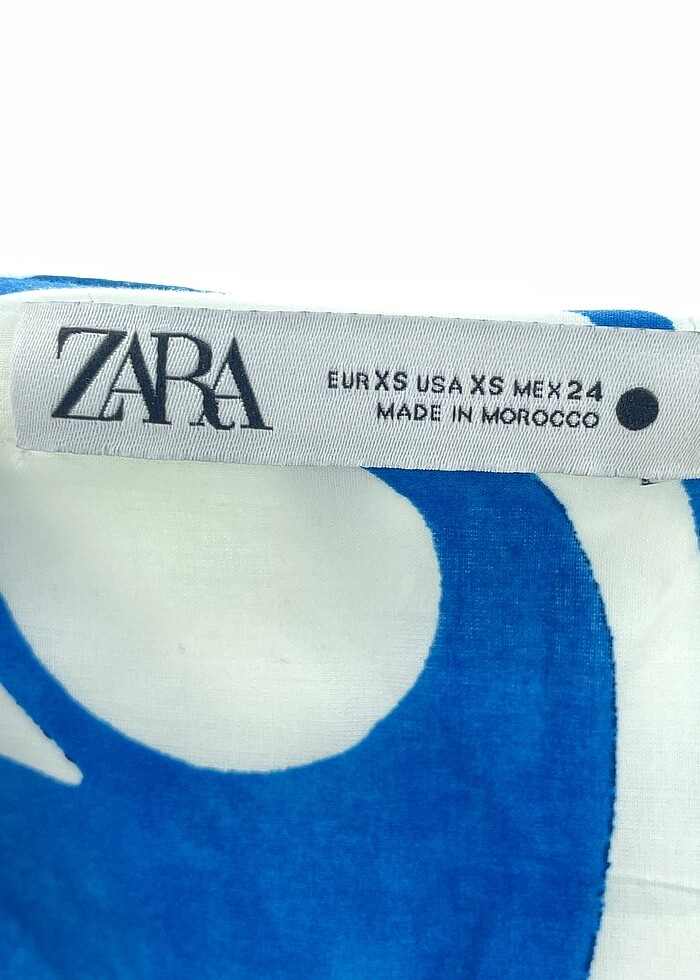 ZARA
EUR XS USA XS MEX 24
MADE IN MOROCCO